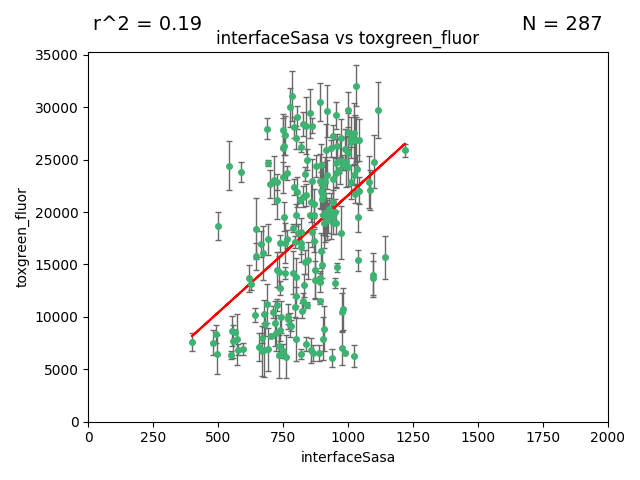 r^2 = 0.19
N = 287
interfaceSasa vs toxgreen_fluor
35000
30000
25000
20000
15000
10000
5000
0
toxgreen_fluor
0 250 500 750 1000 1250 1500 1750 2000
interfaceSasa